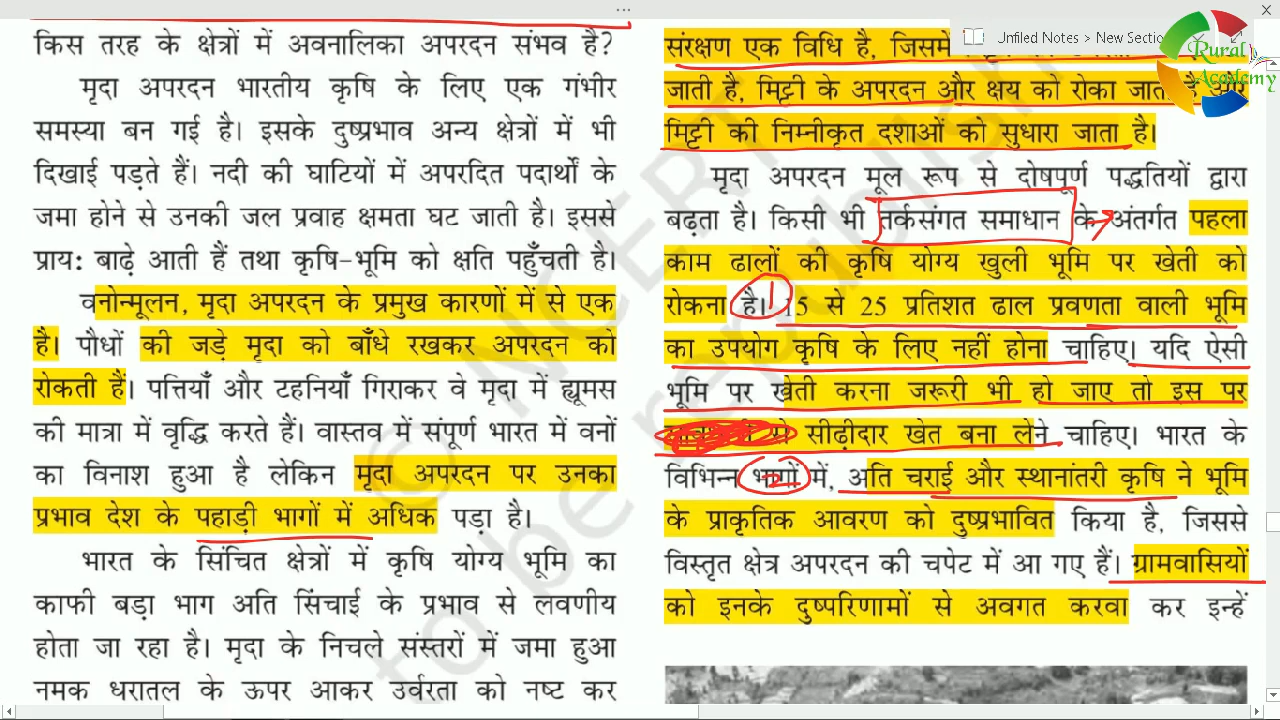 किस तरह के क्षेत्रों में अवनालिका अपरदन संभव है?
मृदा अपरदन भारतीय कृषि के लिए एक गंभीर
समस्या बन गई है। इसके दुष्प्रभाव अन्य क्षेत्रों में भी
दिखाई पड़ते हैं। नदी की घाटियों में अपरदित पदार्थों के
जमा होने से उनकी जल प्रवाह क्षमता घट जाती है। इससे
प्राय: बाढ़े आती हैं तथा कृषि-भूमि को क्षति पहुँचती है।
वनोन्मूलन, मृदा अपरदन के प्रमुख कारणों में से एक
है। पौधों की जड़े मृदा को बाँधे रखकर अपरदन को
रोकती हैं। पत्तियाँ और टहनियाँ गिराकर वे मृदा में ह्यूमस
की मात्रा में वृद्धि करते हैं। वास्तव में संपूर्ण भारत में वनों
का विनाश हुआ है लेकिन मृदा अपरदन पर उनका
प्रभाव देश के पहाड़ी भागों में अधिक पड़ा है।
भारत के सिंचित क्षेत्रों में कृषि योग्य भूमि का
काफी बड़ा भाग अति सिंचाई के प्रभाव से लवणीय
होता जा रहा है। मृदा के निचले संस्तरों में जमा हुआ
नमक धरातल के ऊपर आकर उर्वरता को नष्ट कर
संरक्षण एक विधि है, जिसमें
जाती है, मिट्टी के अपरदन और क्षय को रोका जाता है और
मिट्टी की निम्नीकृत दशाओं को सुधारा जाता है।
मृदा अपरदन मूल रूप से दोषपूर्ण पद्धतियों द्वारा
बढ़ता है। किसी भी तर्कसंगत समाधान के अंतर्गत पहला
काम ढालों की कृषि योग्य खुली भूमि पर खेती को
रोकना है। 1 15 से 25 प्रतिशत ढाल प्रवणता वाली भूमि
का उपयोग कृषि के लिए नहीं होना चाहिए। यदि ऐसी
भूमि पर खेती करना जरूरी भी हो जाए तो इस पर
से सीढ़ीदार खेत बना लेने चाहिए। भारत के
विभिन्न भागों 2 में, अति चराई और स्थानांतरी कृषि ने भूमि
के प्राकृतिक आवरण को दुष्प्रभावित किया है, जिससे
विस्तृत क्षेत्र अपरदन की चपेट में आ गए हैं। ग्रामवासियों
को इनके दुष्परिणामों से अवगत करवा कर इन्हें
Unfiled Notes > New Sectio
Rural
Academy
© NCERT
to be republish